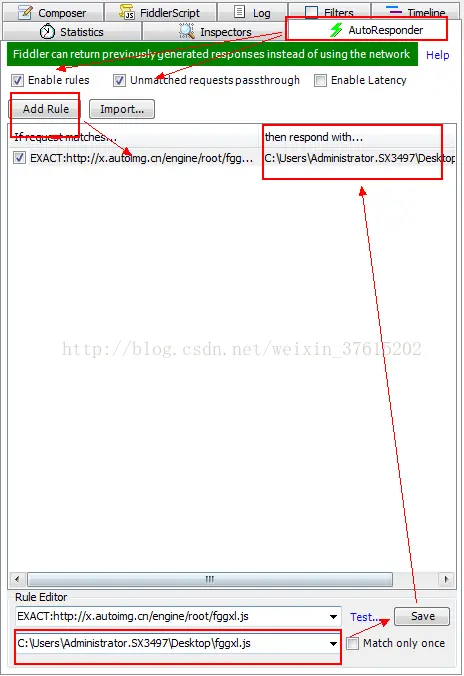 Composer FiddlerScript Log Filters Timeline
Statistics Inspectors AutoResponder
Fiddler can return previously generated responses instead of using the network Help
Enable rules Unmatched requests passthrough Enable Latency
Add Rule Import...
If request matches... then respond with...
EXACT:http://x.autoimg.cn/engine/root/fgg... C:\Users\Administrator.SX3497\Desktop
http://blog.csdn.net/weixin_37615202
Rule Editor
EXACT:http://x.autoimg.cn/engine/root/fggxl.js Test... Save
C:\Users\Administrator.SX3497\Desktop\fggxl.js Match only once